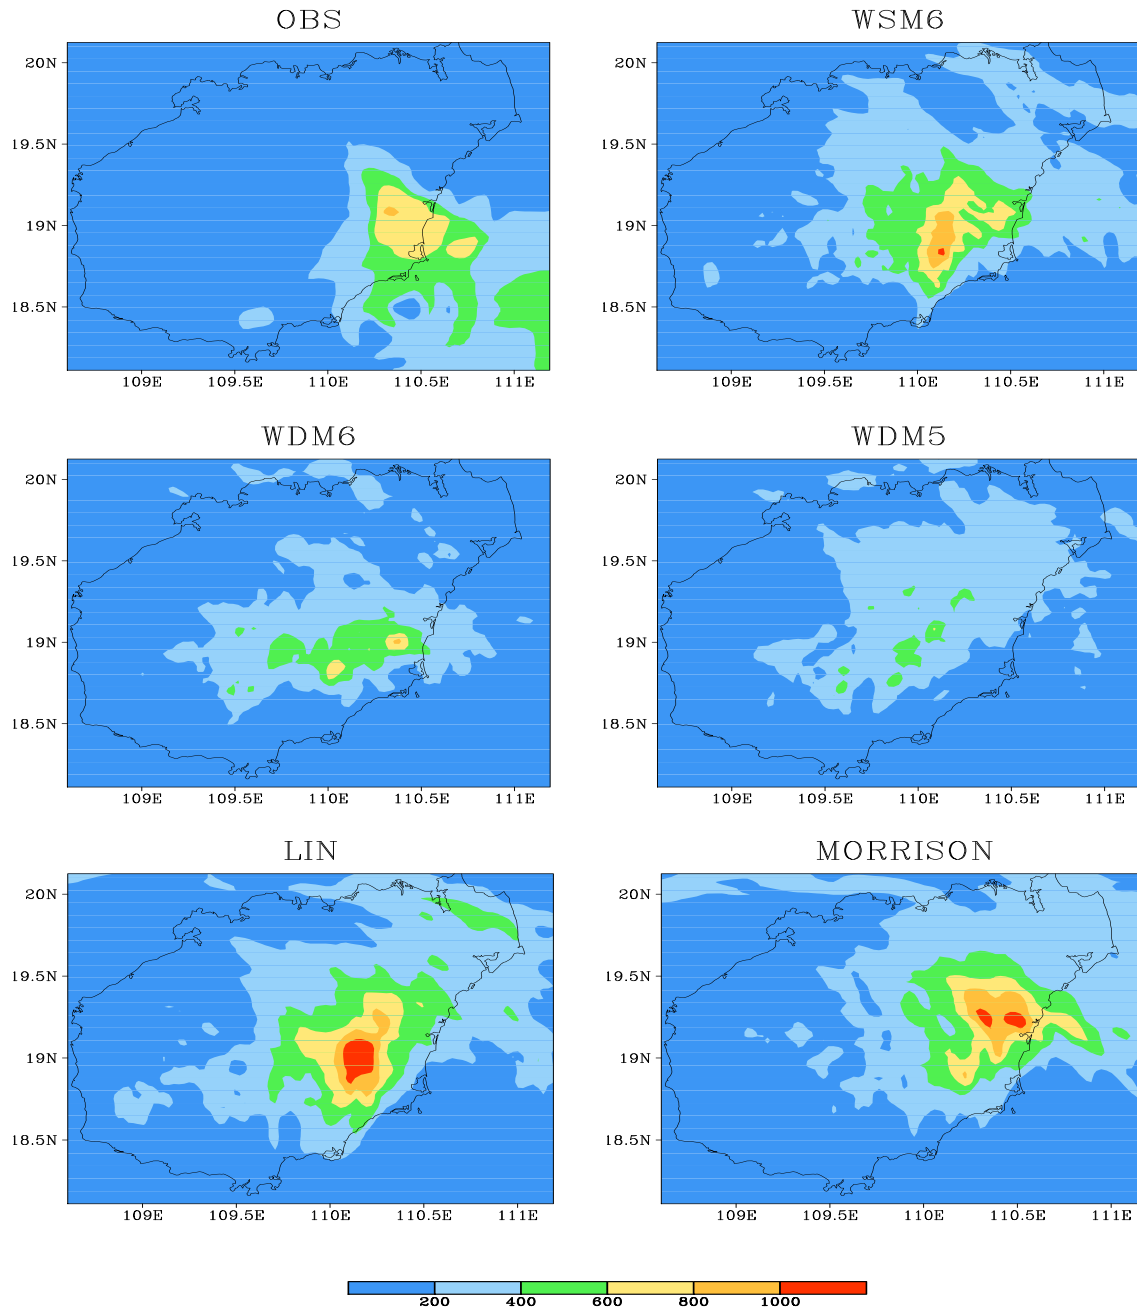 OBS WSM6
20N 20N
19.5N 19.5N
19N 19N
18.5N 18.5N
109E 109.5E 110E 110.5E 111E 109E 109.5E 110E 110.5E 111E
WDM6 WDM5
20N 20N
19.5N 19.5N
19N 19N
18.5N 18.5N
109E 109.5E 110E 110.5E 111E 109E 109.5E 110E 110.5E 111E
LIN MORRISON
20N 20N
19.5N 19.5N
19N 19N
18.5N 18.5N
109E 109.5E 110E 110.5E 111E 109E 109.5E 110E 110.5E 111E
200 400 600 800 1000